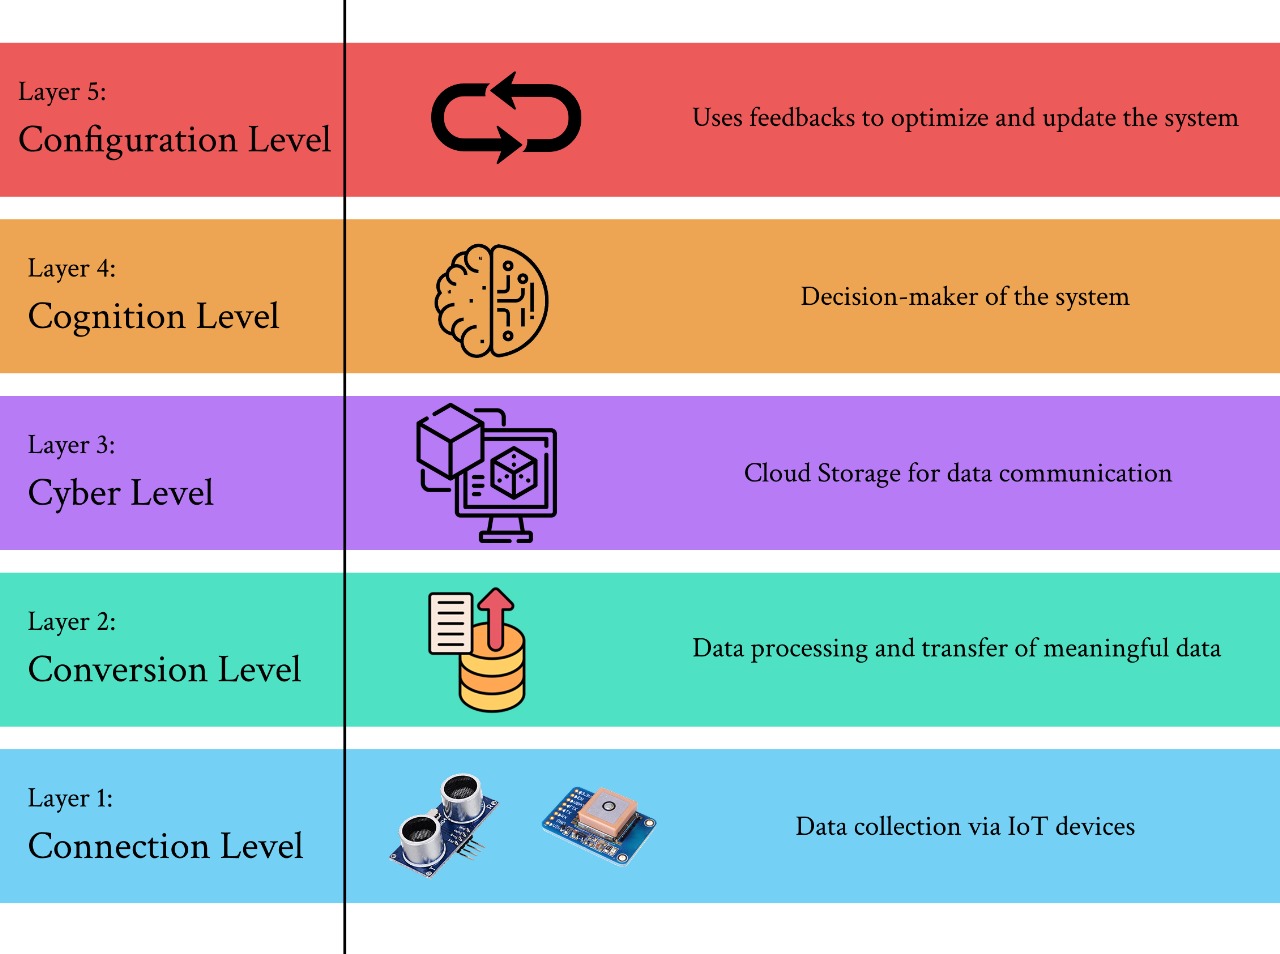 Layer 5:
Configuration Level
Uses feedbacks to optimize and update the system
Layer 4:
Cognition Level
Decision-maker of the system
Layer 3:
Cyber Level
Cloud Storage for data communication
Layer 2:
Conversion Level
Data processing and transfer of meaningful data
Layer 1:
Connection Level
Data collection via IoT devices